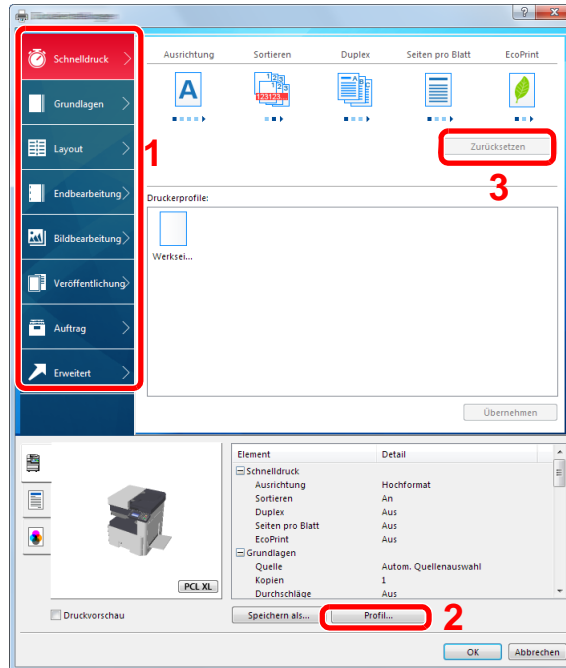 Schnelldruck
Grundlagen
Layout
Endbearbeitung
Bildbearbeitung
Veröffentlichung
Auftrag
Erweitert
1
Ausrichtung Sortieren Duplex Seiten pro Blatt EcoPrint
A 123 123123... A B
Zurücksetzen
3
Druckerprofile:
Werksei...
Übernehmen
PCL XL
Druckvorschau
Element Detail
Schnelldruck
Ausrichtung Hochformat
Sortieren An
Duplex Aus
Seiten pro Blatt Aus
EcoPrint Aus
Grundlagen
Quelle Autom. Quellenauswahl
Kopien 1
Durchschläge Aus
Speichern als... Profil... 2
OK Abbrechen